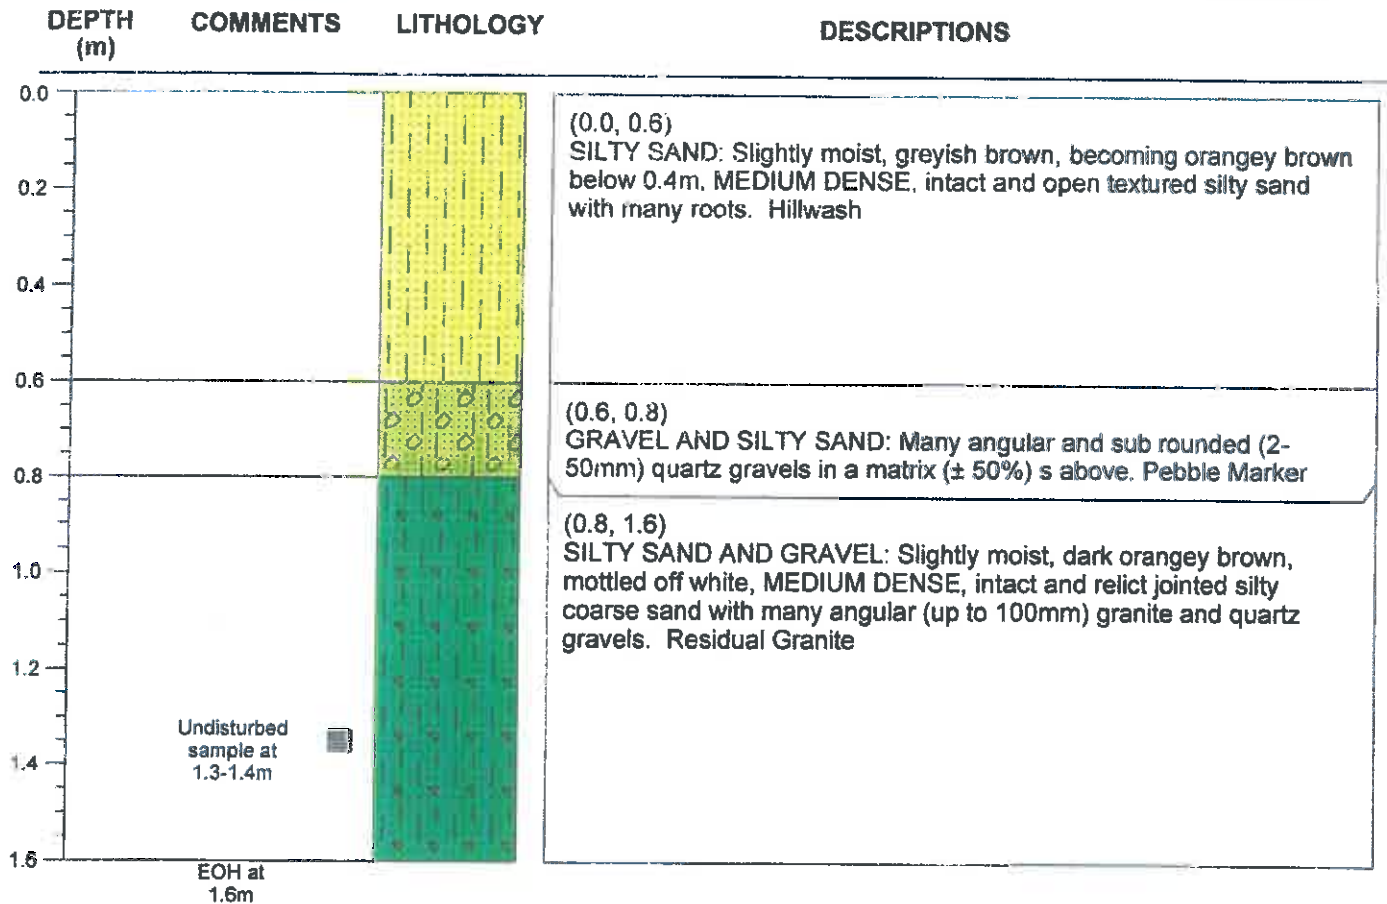 DEPTH
(m)
COMMENTS
LITHOLOGY
DESCRIPTIONS
0.0
0.2
0.4
0.6
0.8
1.0
1.2
1.4
1.6
Undisturbed
sample at
1.3-1.4m
EOH at
1.6m
(0.0, 0.6)
SILTY SAND: Slightly moist, greyish brown, becoming orangey brown
below 0.4m, MEDIUM DENSE, intact and open textured silty sand
with many roots. Hillwash
(0.6, 0.8)
GRAVEL AND SILTY SAND: Many angular and sub rounded (2-
50mm) quartz gravels in a matrix (± 50%) s above. Pebble Marker
(0.8, 1.6)
SILTY SAND AND GRAVEL: Slightly moist, dark orangey brown,
mottled off white, MEDIUM DENSE, intact and relict jointed silty
coarse sand with many angular (up to 100mm) granite and quartz
gravels. Residual Granite